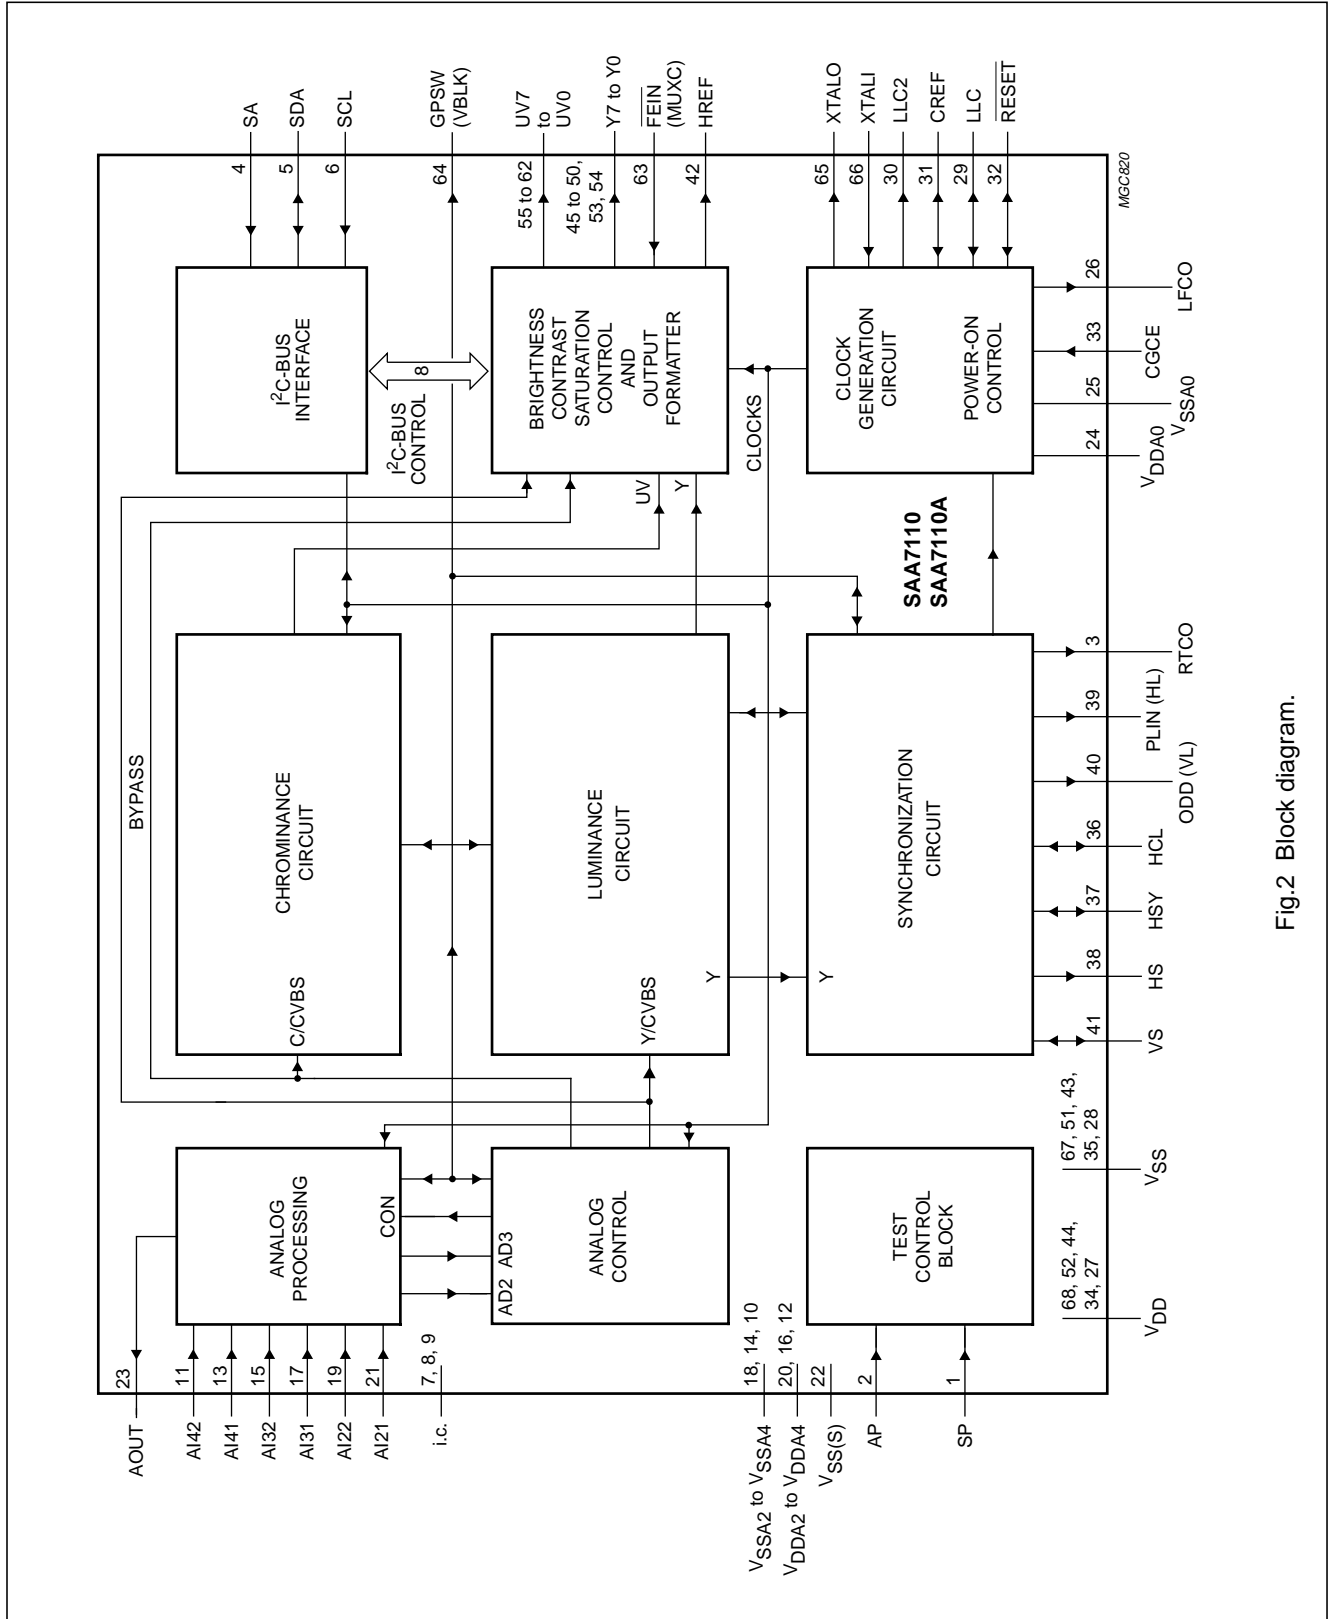 SA
SDA
SCL
GPSW
(VBLK)
UV7
to
UV0
Y7 to Y0
FEIN
(MUXC)
HREF
XTALO
XTALI
LLC2
CREF
LLC
RESET
4
5
6
64
55 to 62
45 to 50,
53, 54
63
42
65
66
30
31
29
32
MGC820
I2C-BUS
INTERFACE
8
I2C-BUS
CONTROL
BRIGHTNESS
CONTRAST
SATURATION
CONTROL
AND
OUTPUT
FORMATTER
UV
Y
CLOCKS
CLOCK
GENERATION
CIRCUIT
POWER-ON
CONTROL
26
LFCO
33
CGCE
25
VSSA0
24
VDDA0
SAA7110
SAA7110A
BYPASS
CHROMINANCE
CIRCUIT
C/CVBS
LUMINANCE
CIRCUIT
Y/CVBS
Y
SYNCHRONIZATION
CIRCUIT
Y
3
RTCO
39
PLIN (HL)
40
ODD (VL)
36
HCL
37
HSY
38
HS
41
VS
ANALOG
PROCESSING
CON
AD2
AD3
ANALOG
CONTROL
TEST
CONTROL
BLOCK
67, 51, 43,
35, 28
VSS
68, 52, 44,
34, 27
VDD
23
11
13
15
17
19
21
7, 8, 9
18, 14, 10
20, 16, 12
22
2
1
AOUT
AI42
AI41
AI32
AI31
AI22
AI21
i.c.
VSSA2 to VSSA4
VDDA2 to VDDA4
VSS(S)
AP
SP
Fig.2 Block diagram.